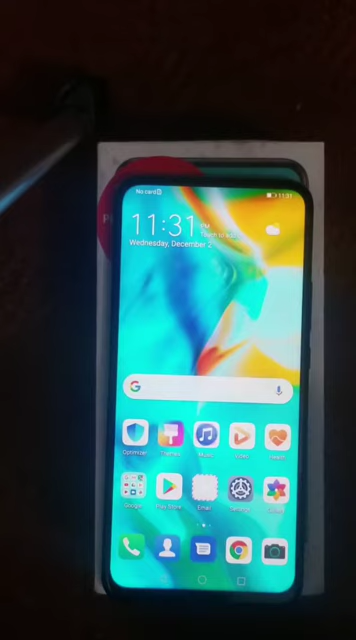 No card
11:31
11:31 PM
Wednesday, December 2
G
Optimizer Themes Music Video Health
Google Play Store Email Settings Gallery